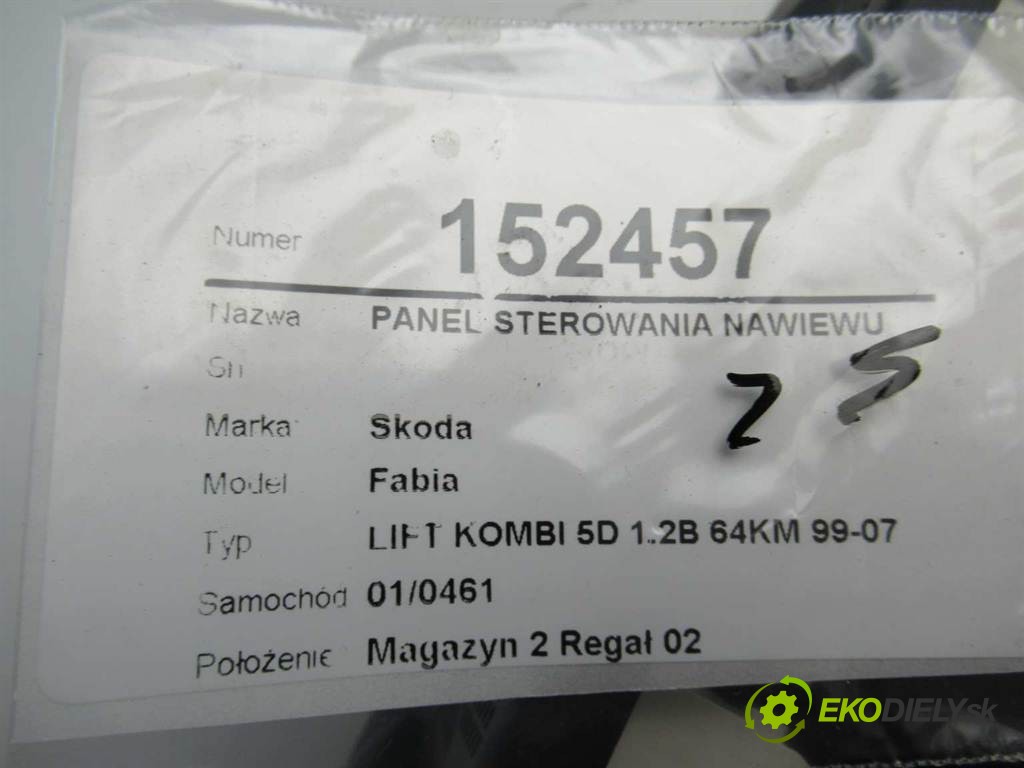 Numer 152457
Nazwa PANEL STEROWANIA NAWIEWU
Sn
Marka Skoda
Model Fabia
Typ LIFT KOMBI 5D 1.2B 64KM 99-07
Samochód 01/0461
Położenie Magazyn 2 Regał 02
EKODIELY.sk